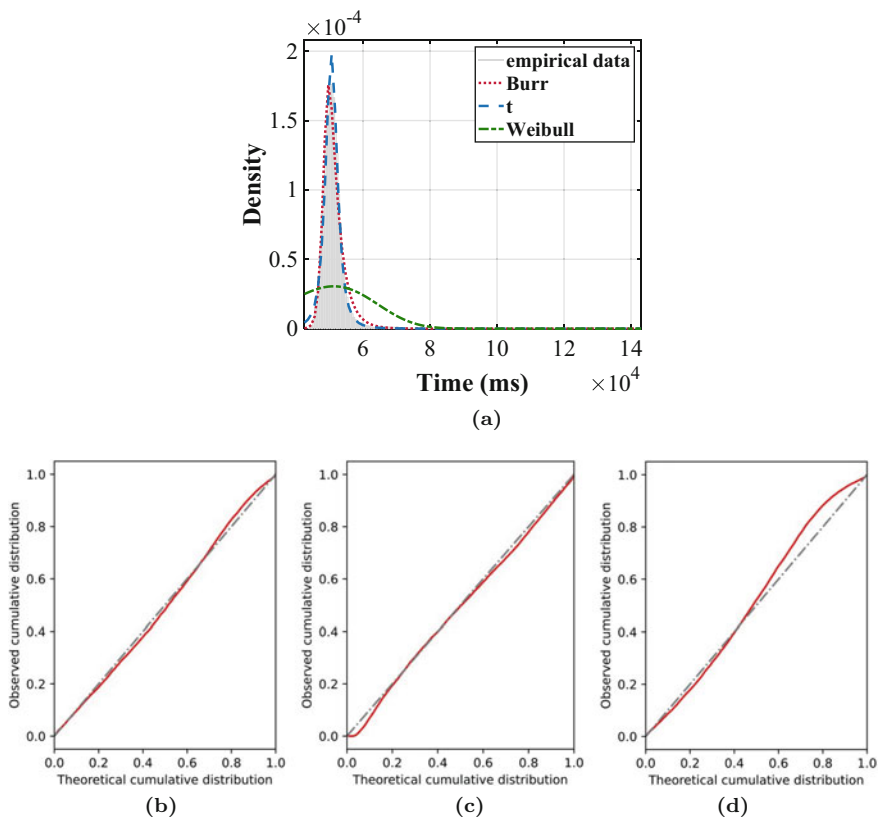 ×10⁻⁴
2
1.5
1
0.5
0
Density
empirical data
Burr
t
Weibull
6 8 10 12 14
Time (ms) ×10⁴
(a)
1.0
0.8
0.6
0.4
0.2
0.0
Observed cumulative distribution
0.0 0.2 0.4 0.6 0.8 1.0
Theoretical cumulative distribution
(b)
1.0
0.8
0.6
0.4
0.2
0.0
Observed cumulative distribution
0.0 0.2 0.4 0.6 0.8 1.0
Theoretical cumulative distribution
(c)
1.0
0.8
0.6
0.4
0.2
0.0
Observed cumulative distribution
0.0 0.2 0.4 0.6 0.8 1.0
Theoretical cumulative distribution
(d)